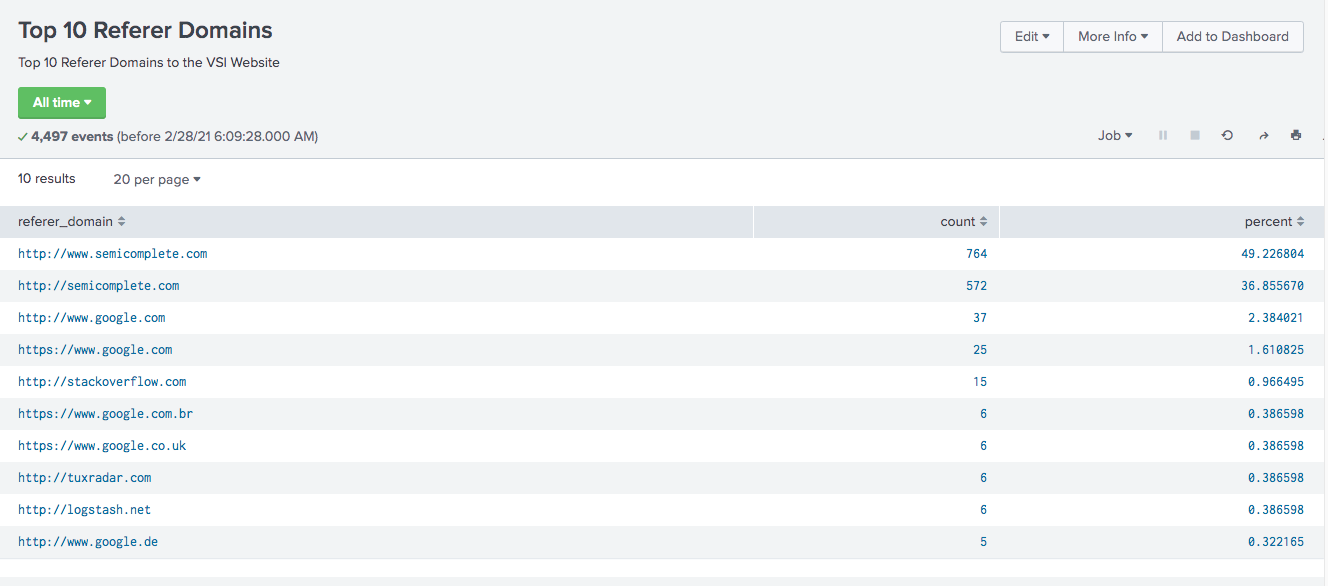 Top 10 Referer Domains
Edit More Info Add to Dashboard
Top 10 Referer Domains to the VSI Website
All time
4,497 events (before 2/28/21 6:09:28.000 AM)
Job
10 results 20 per page
referer_domain count percent
http://www.semicomplete.com 764 49.226804
http://semicomplete.com 572 36.855670
http://www.google.com 37 2.384021
https://www.google.com 25 1.610825
http://stackoverflow.com 15 0.966495
https://www.google.com.br 6 0.386598
https://www.google.co.uk 6 0.386598
http://tuxradar.com 6 0.386598
http://logstash.net 6 0.386598
http://www.google.de 5 0.322165